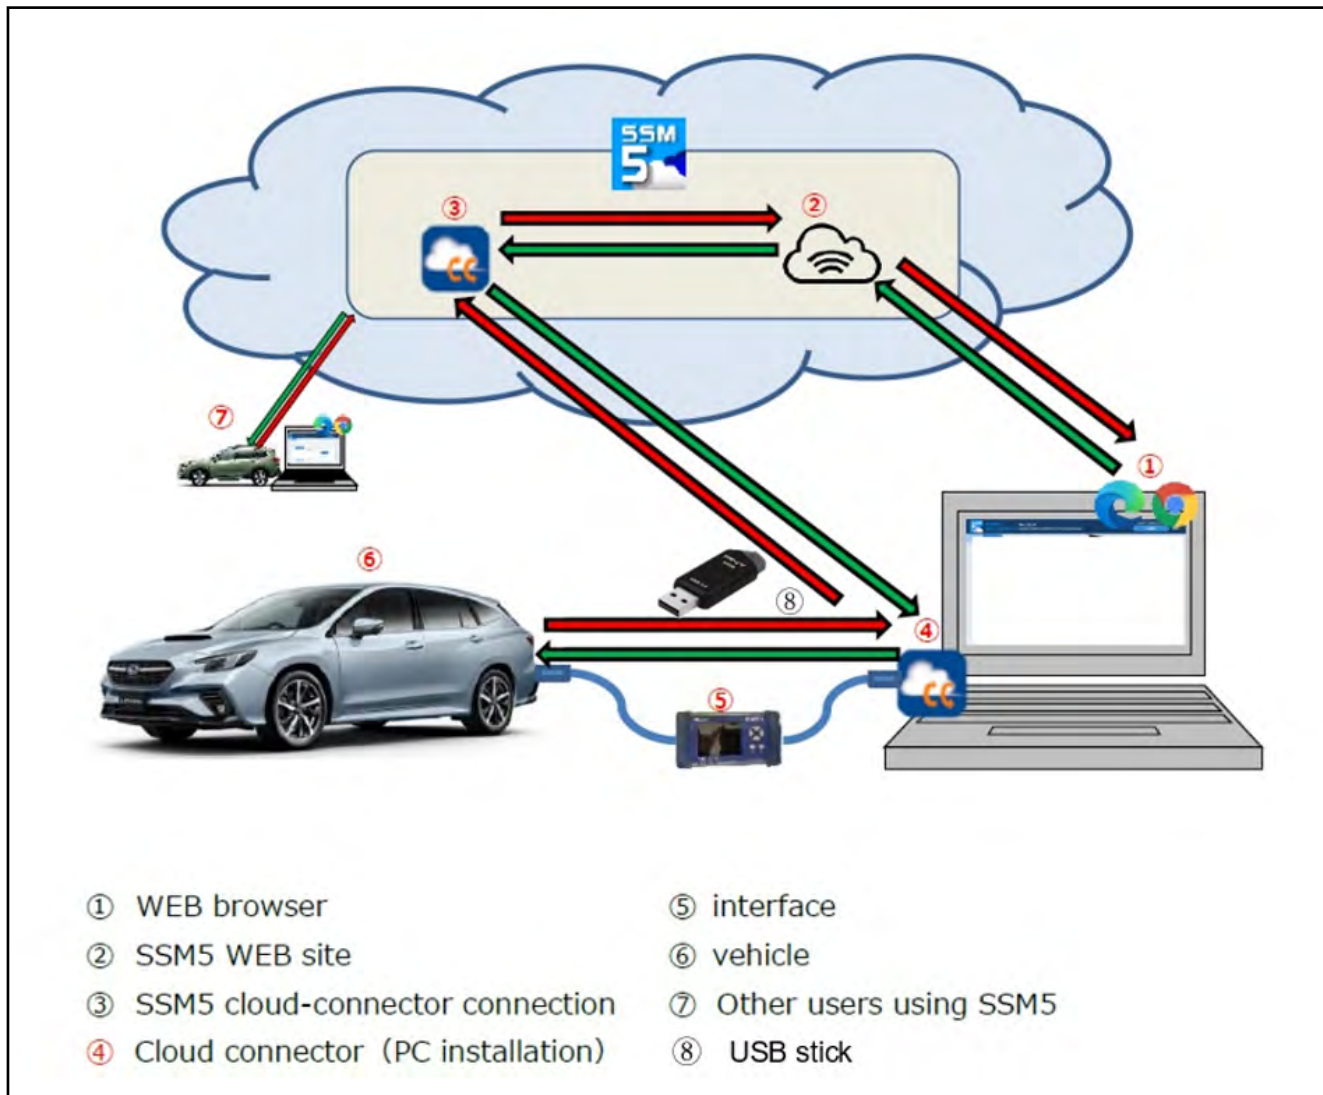 SSM
5
③
②
⑦
①
⑥
⑧
④
⑤
① WEB browser
② SSM5 WEB site
③ SSM5 cloud-connector connection
④ Cloud connector（PC installation）
⑤ interface
⑥ vehicle
⑦ Other users using SSM5
⑧ USB stick